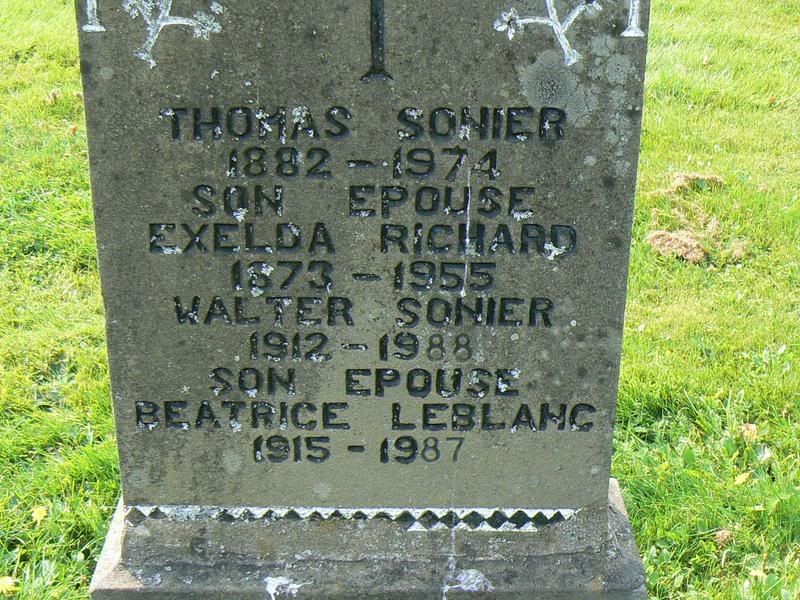 THOMAS SONIER
1882 - 1974
SON EPOUSE
EXELDA RICHARD
1873 - 1955
WALTER SONIER
1912 - 1988
SON EPOUSE
BEATRICE LEBLANC
1915 - 1987